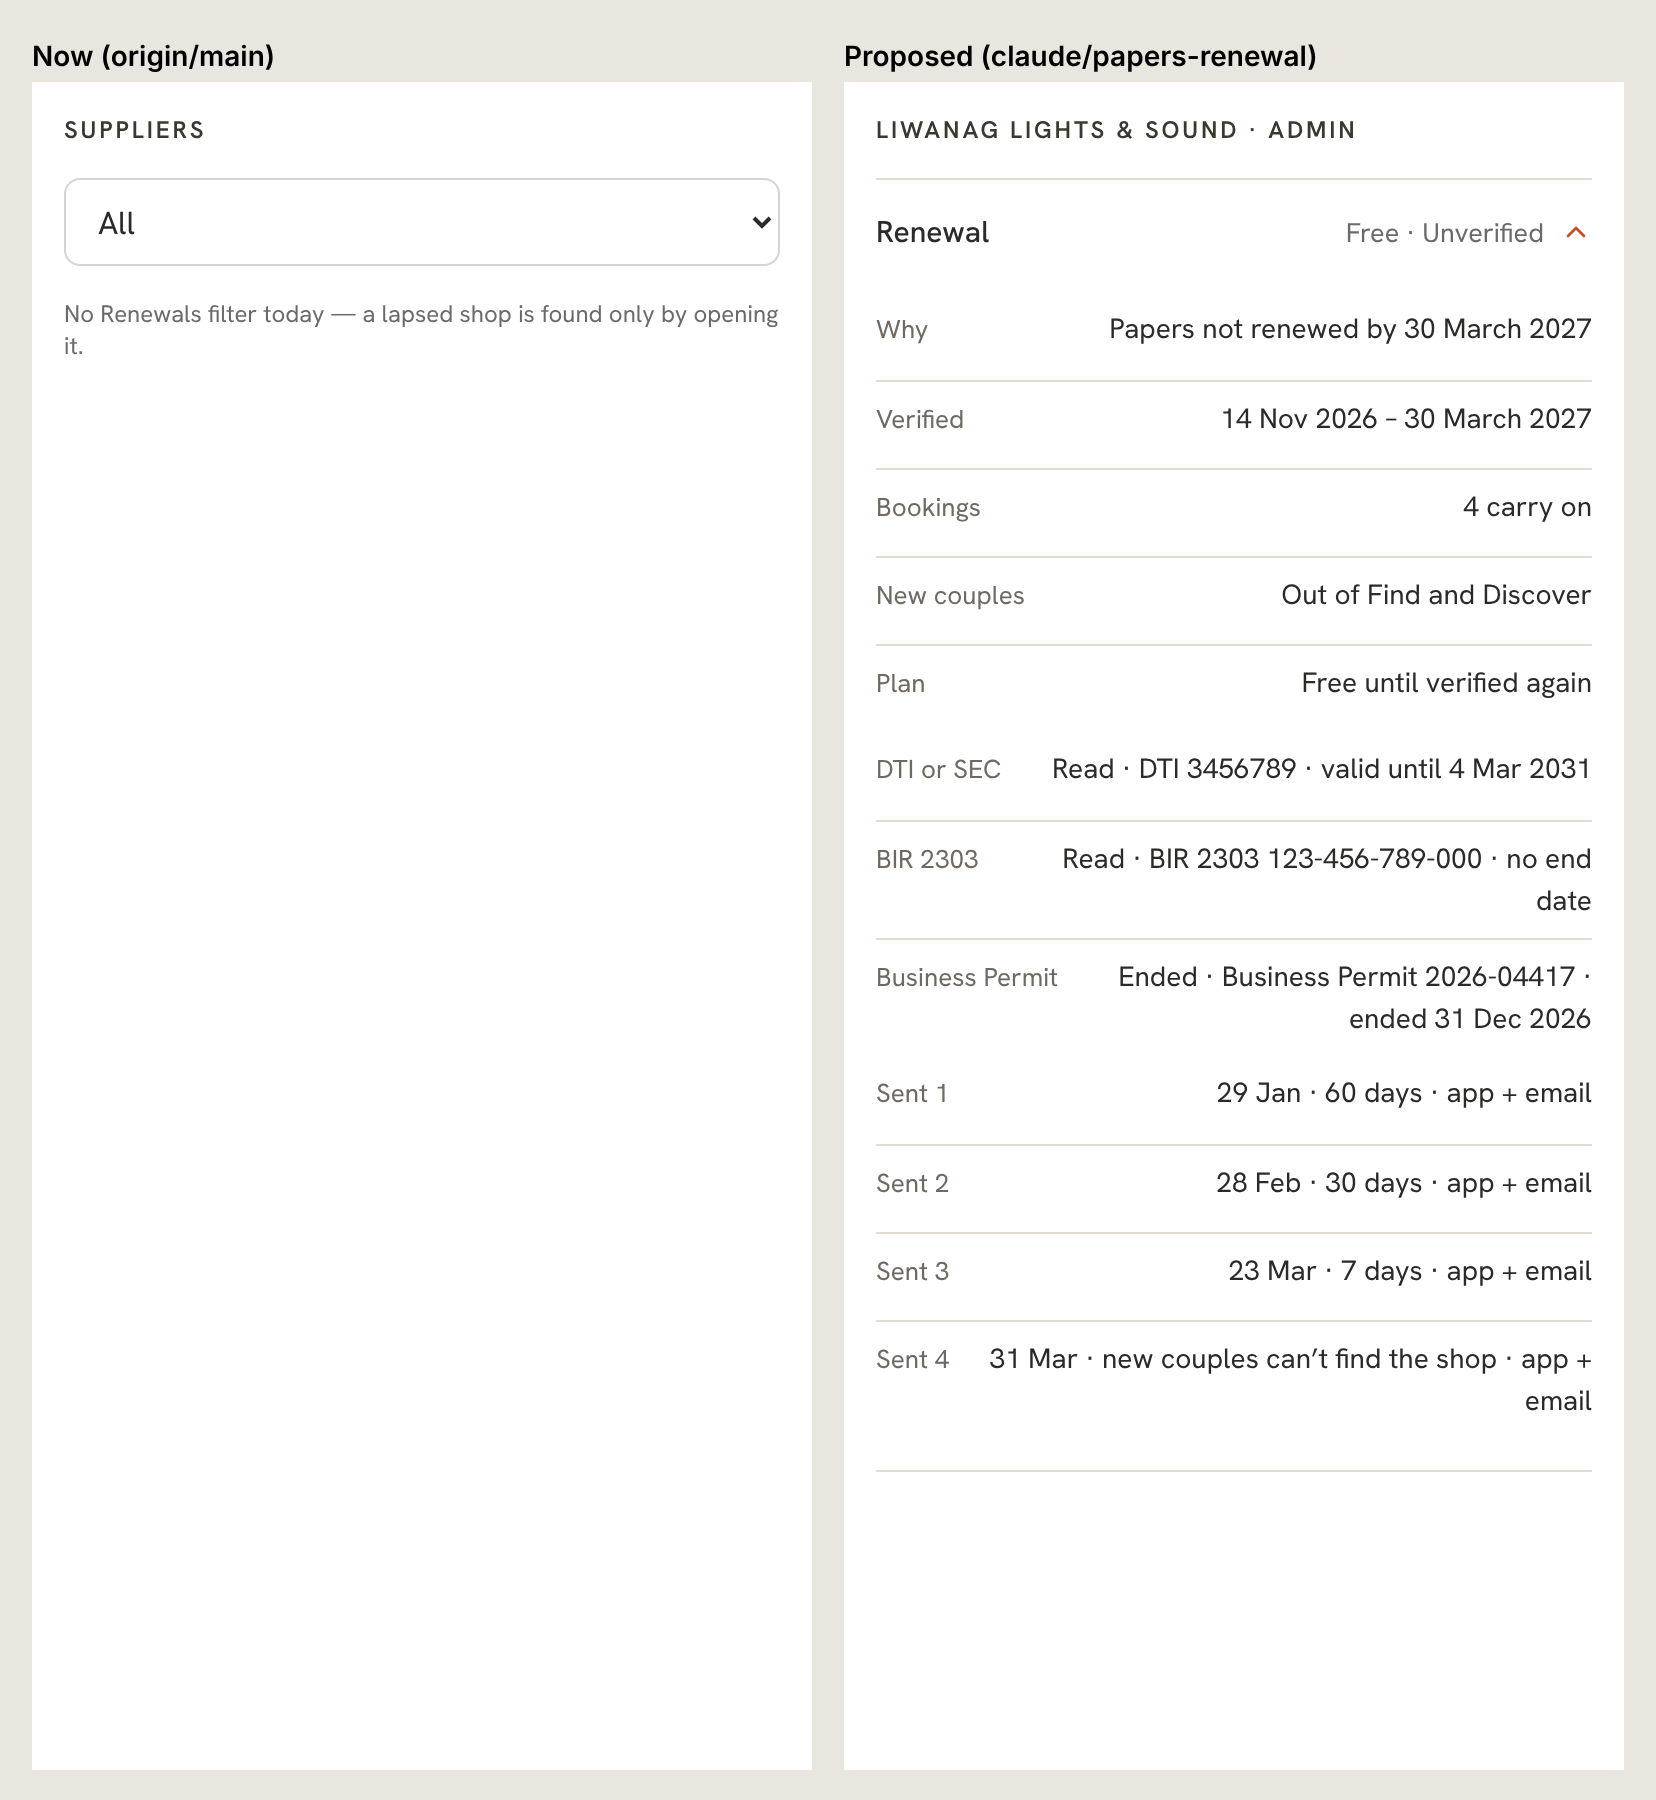 Now (origin/main)
SUPPLIERS
All
No Renewals filter today — a lapsed shop is found only by opening
it.
Proposed (claude/papers-renewal)
LIWANAG LIGHTS & SOUND · ADMIN
Renewal Free · Unverified
Why Papers not renewed by 30 March 2027
Verified 14 Nov 2026 – 30 March 2027
Bookings 4 carry on
New couples Out of Find and Discover
Plan Free until verified again
DTI or SEC Read · DTI 3456789 · valid until 4 Mar 2031
BIR 2303 Read · BIR 2303 123-456-789-000 · no end
date
Business Permit Ended · Business Permit 2026-04417 ·
ended 31 Dec 2026
Sent 1 29 Jan · 60 days · app + email
Sent 2 28 Feb · 30 days · app + email
Sent 3 23 Mar · 7 days · app + email
Sent 4 31 Mar · new couples can’t find the shop · app +
email